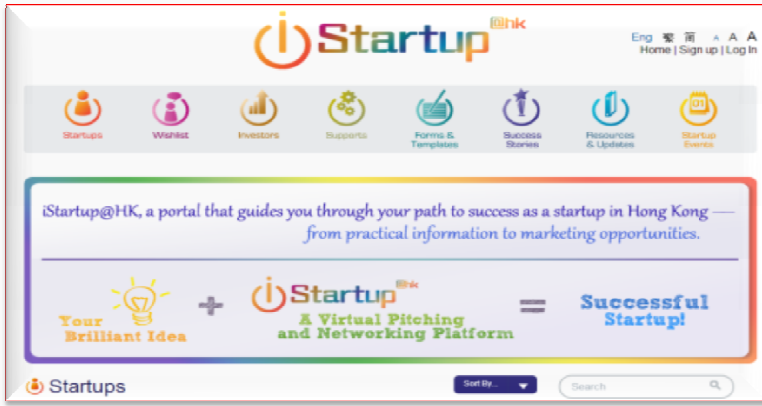 iStartup@hk
Eng 繁 简 A A A
Home | Sign up | Log In
Startups
Wishlist
Investors
Supports
Forms & Templates
Success Stories
Resources & Updates
01
Startup Events
iStartup@HK, a portal that guides you through your path to success as a startup in Hong Kong —
from practical information to marketing opportunities.
Your
Brilliant Idea
+
iStartup@hk
A Virtual Pitching
and Networking Platform
=
Successful
Startup!
Startups
Sort By...
Search